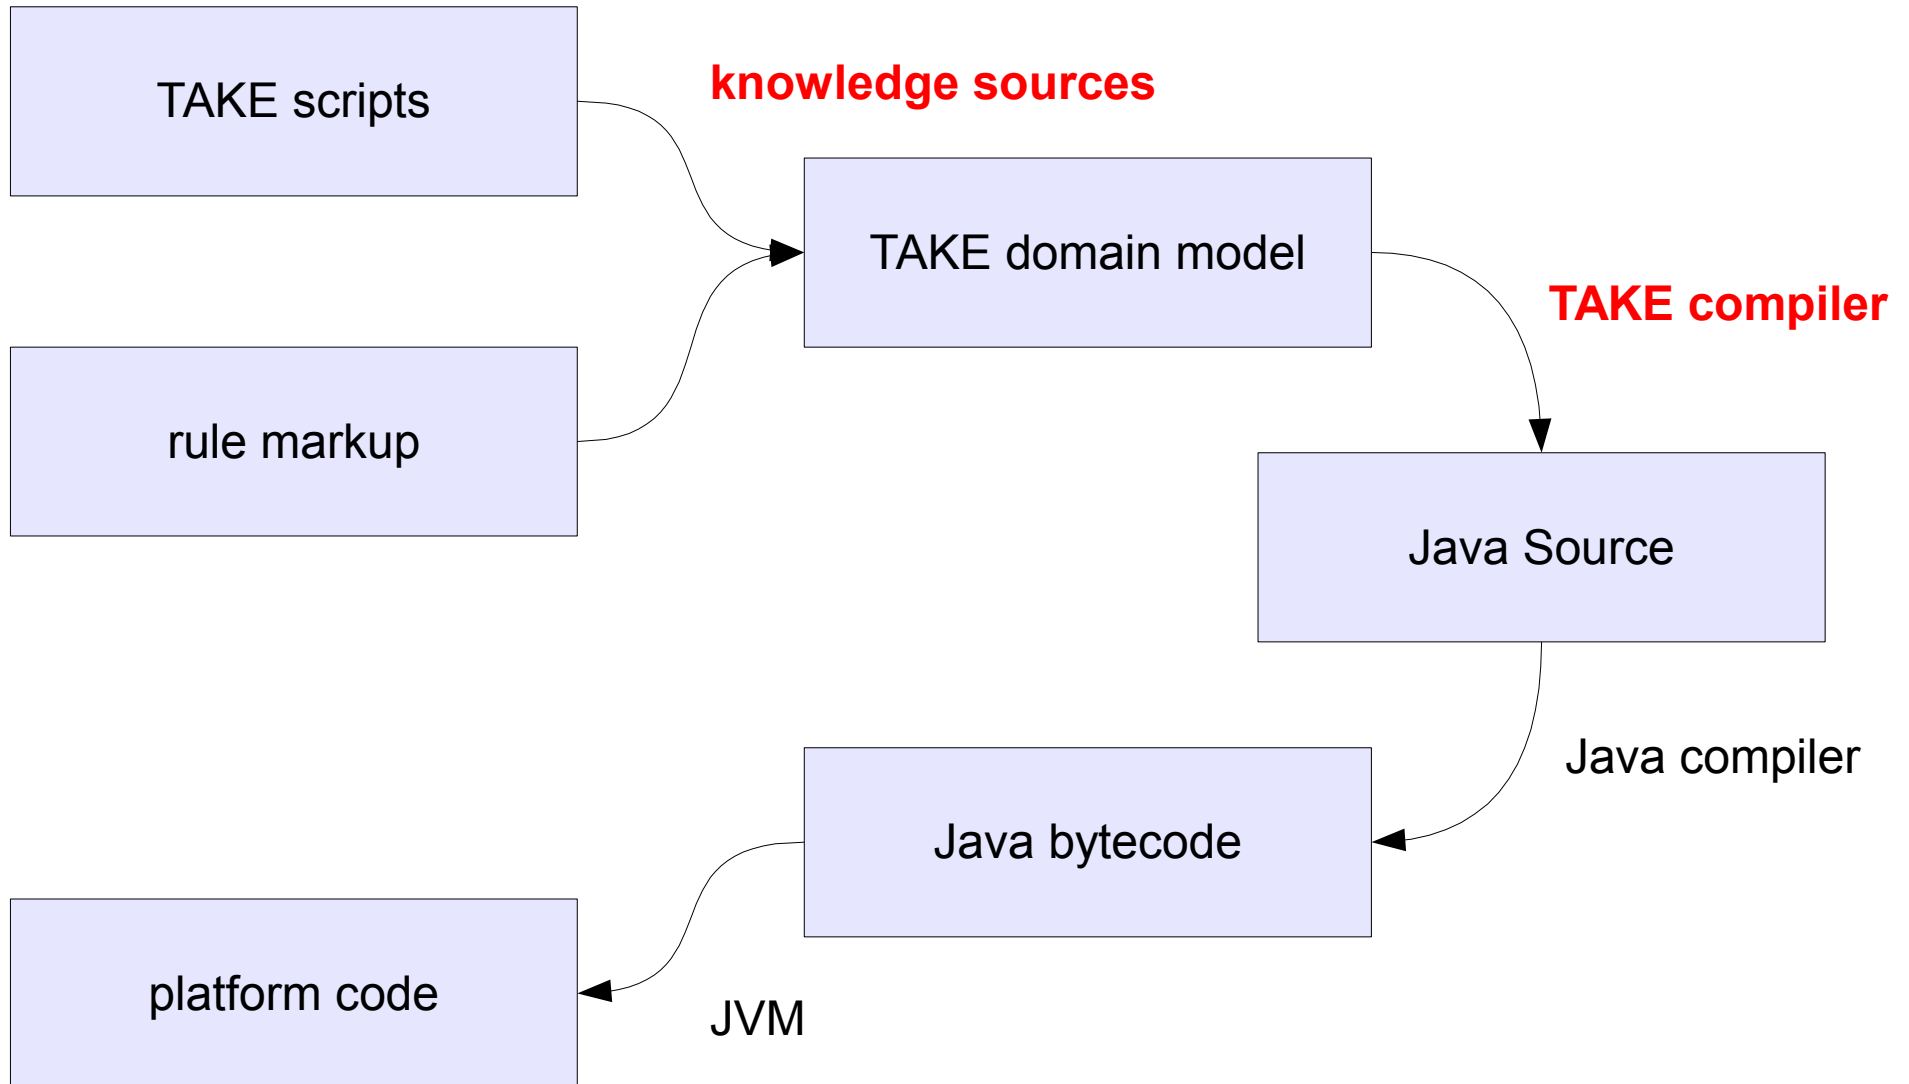 TAKE scripts
knowledge sources
TAKE domain model
TAKE compiler
rule markup
Java Source
Java compiler
Java bytecode
platform code
JVM